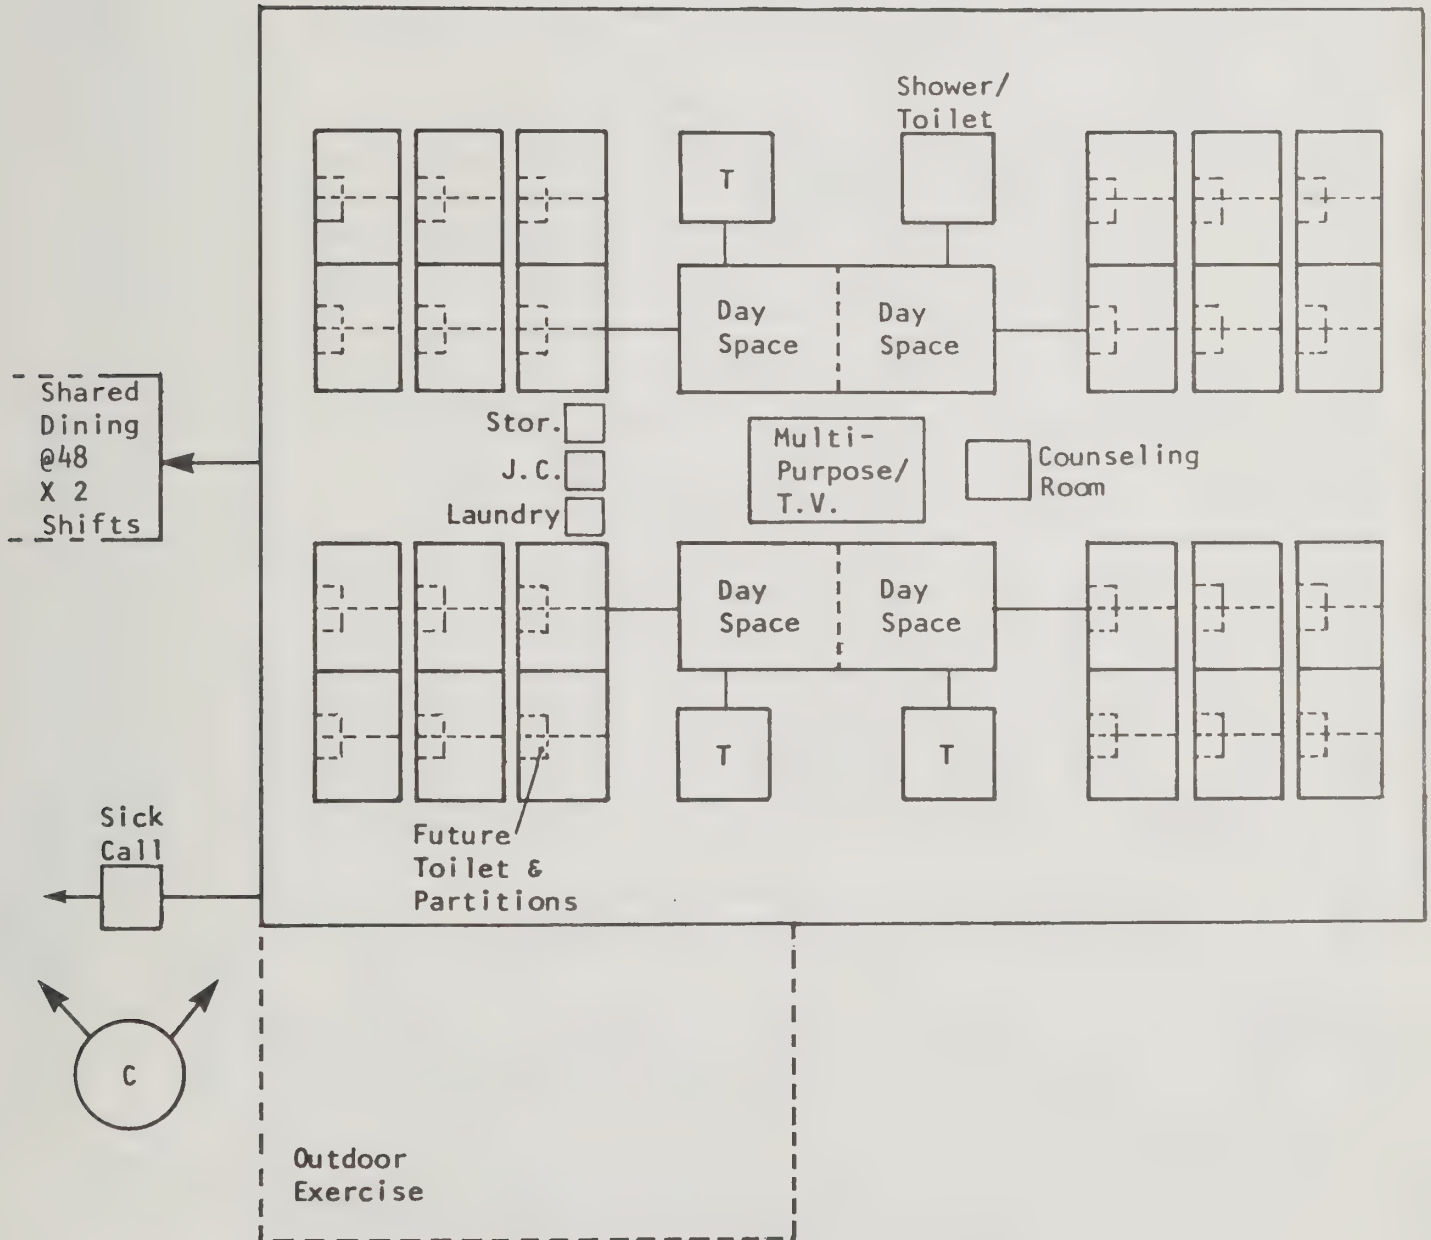 Shower/
Toilet
T
Day
Space
Day
Space
Shared
Dining
@48
X 2
Shifts
Stor.
J.C.
Laundry
Multi-
Purpose/
T.V.
Counseling
Room
Day
Space
Day
Space
T
T
Sick
Call
Future
Toilet &
Partitions
C
Outdoor
Exercise